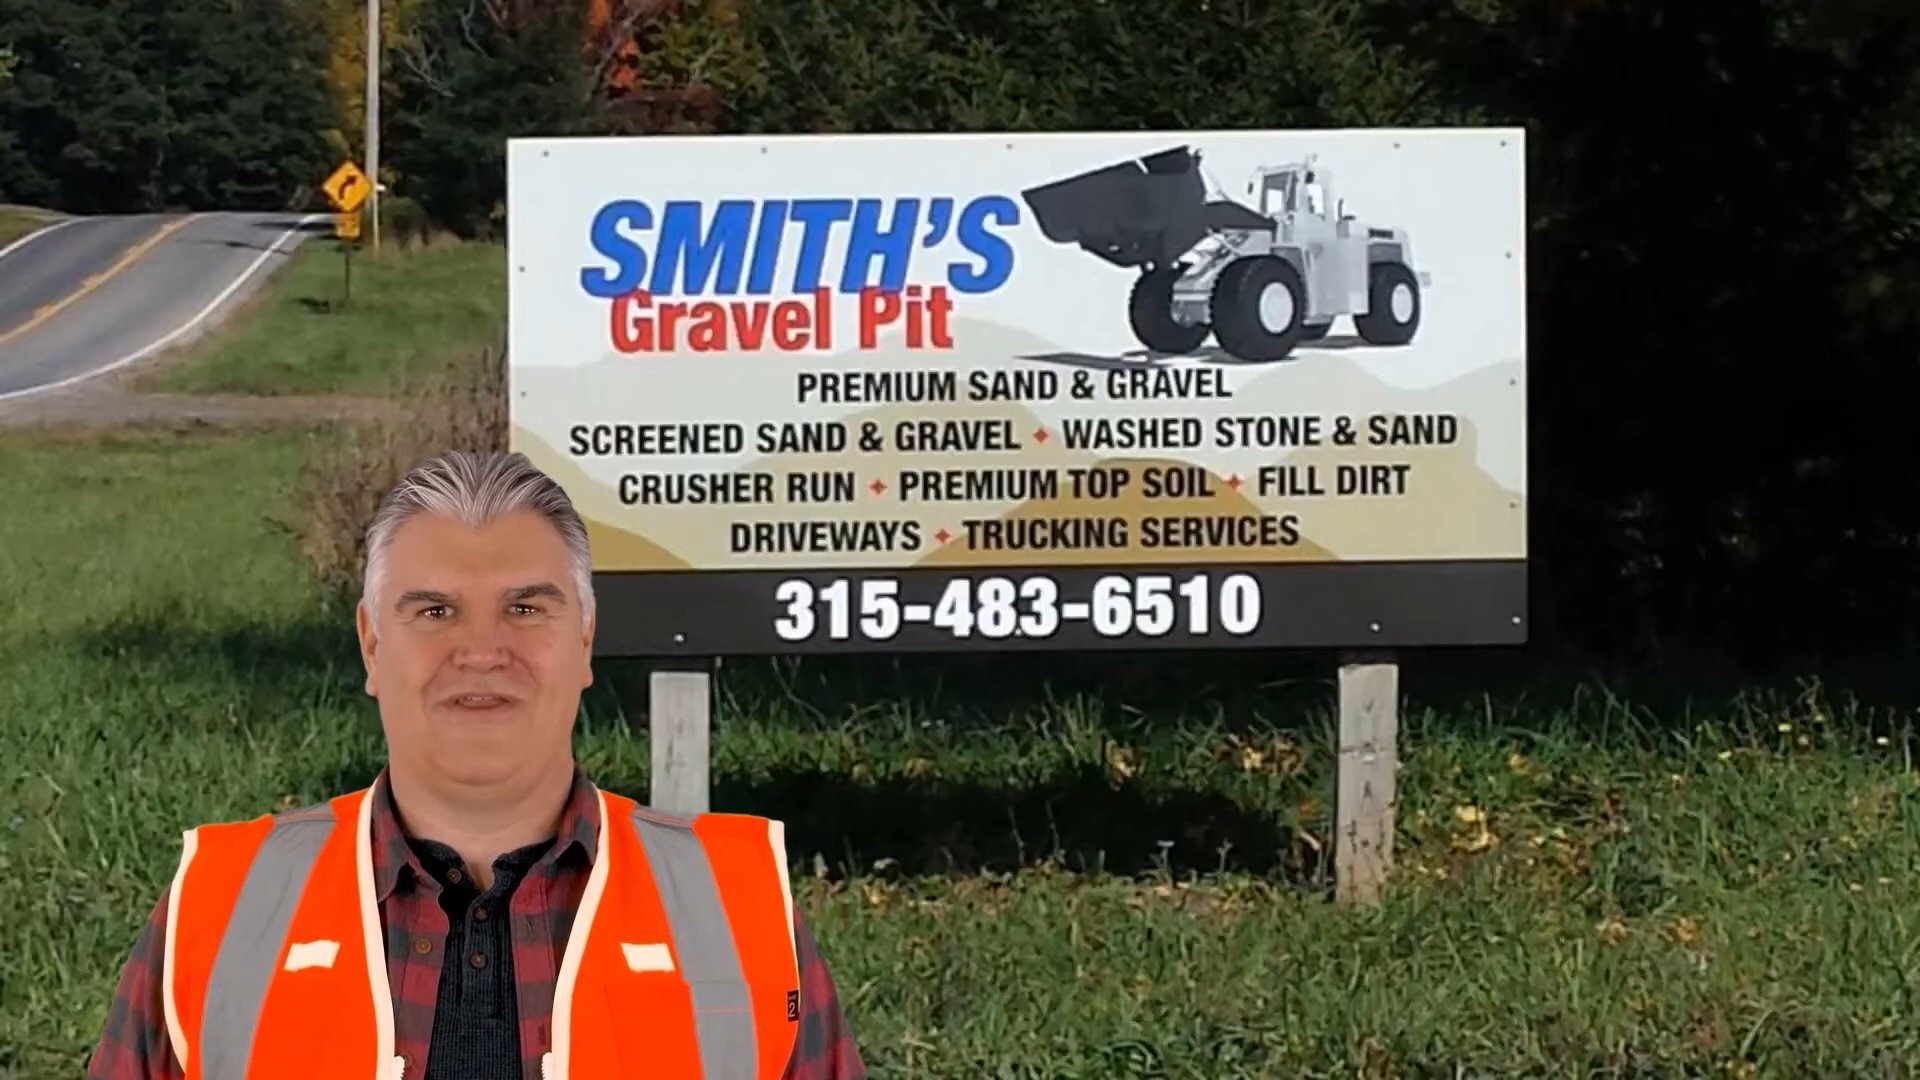 SMITH'S
Gravel Pit
PREMIUM SAND & GRAVEL
SCREENED SAND & GRAVEL • WASHED STONE & SAND
CRUSHER RUN • PREMIUM TOP SOIL • FILL DIRT
DRIVEWAYS • TRUCKING SERVICES
315-483-6510